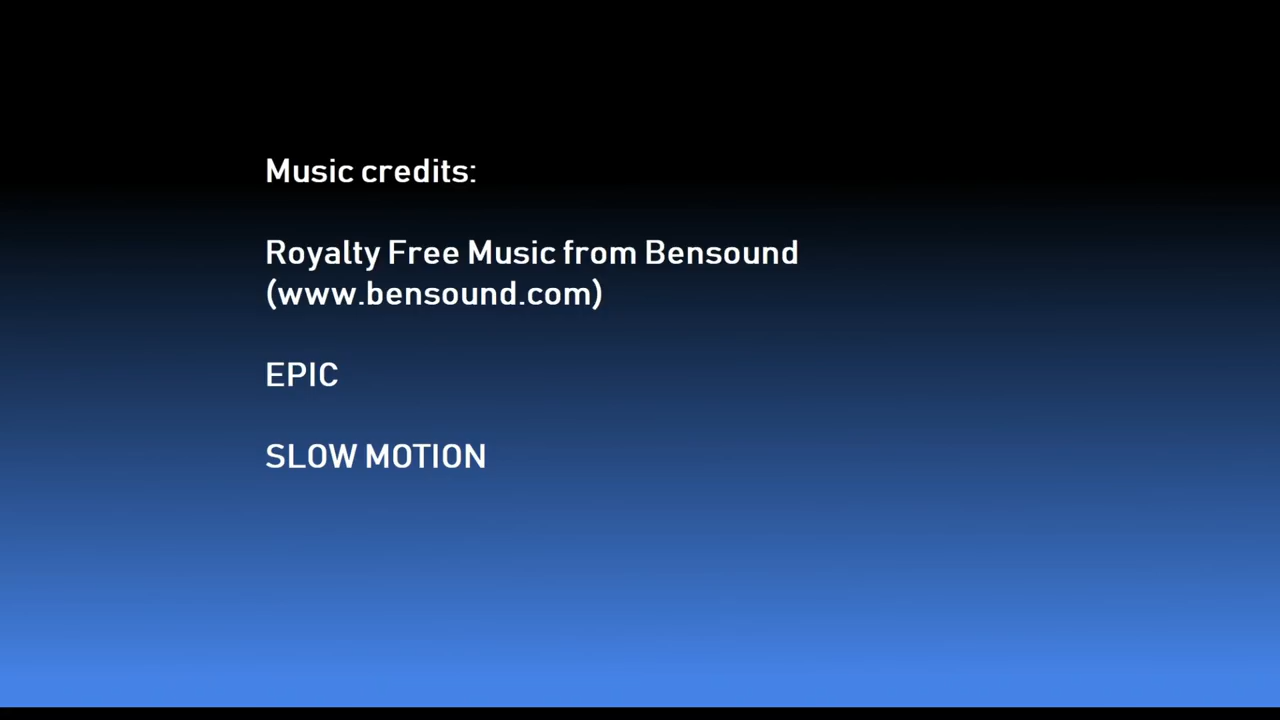 Music credits:
Royalty Free Music from Bensound
(www.bensound.com)
EPIC
SLOW MOTION